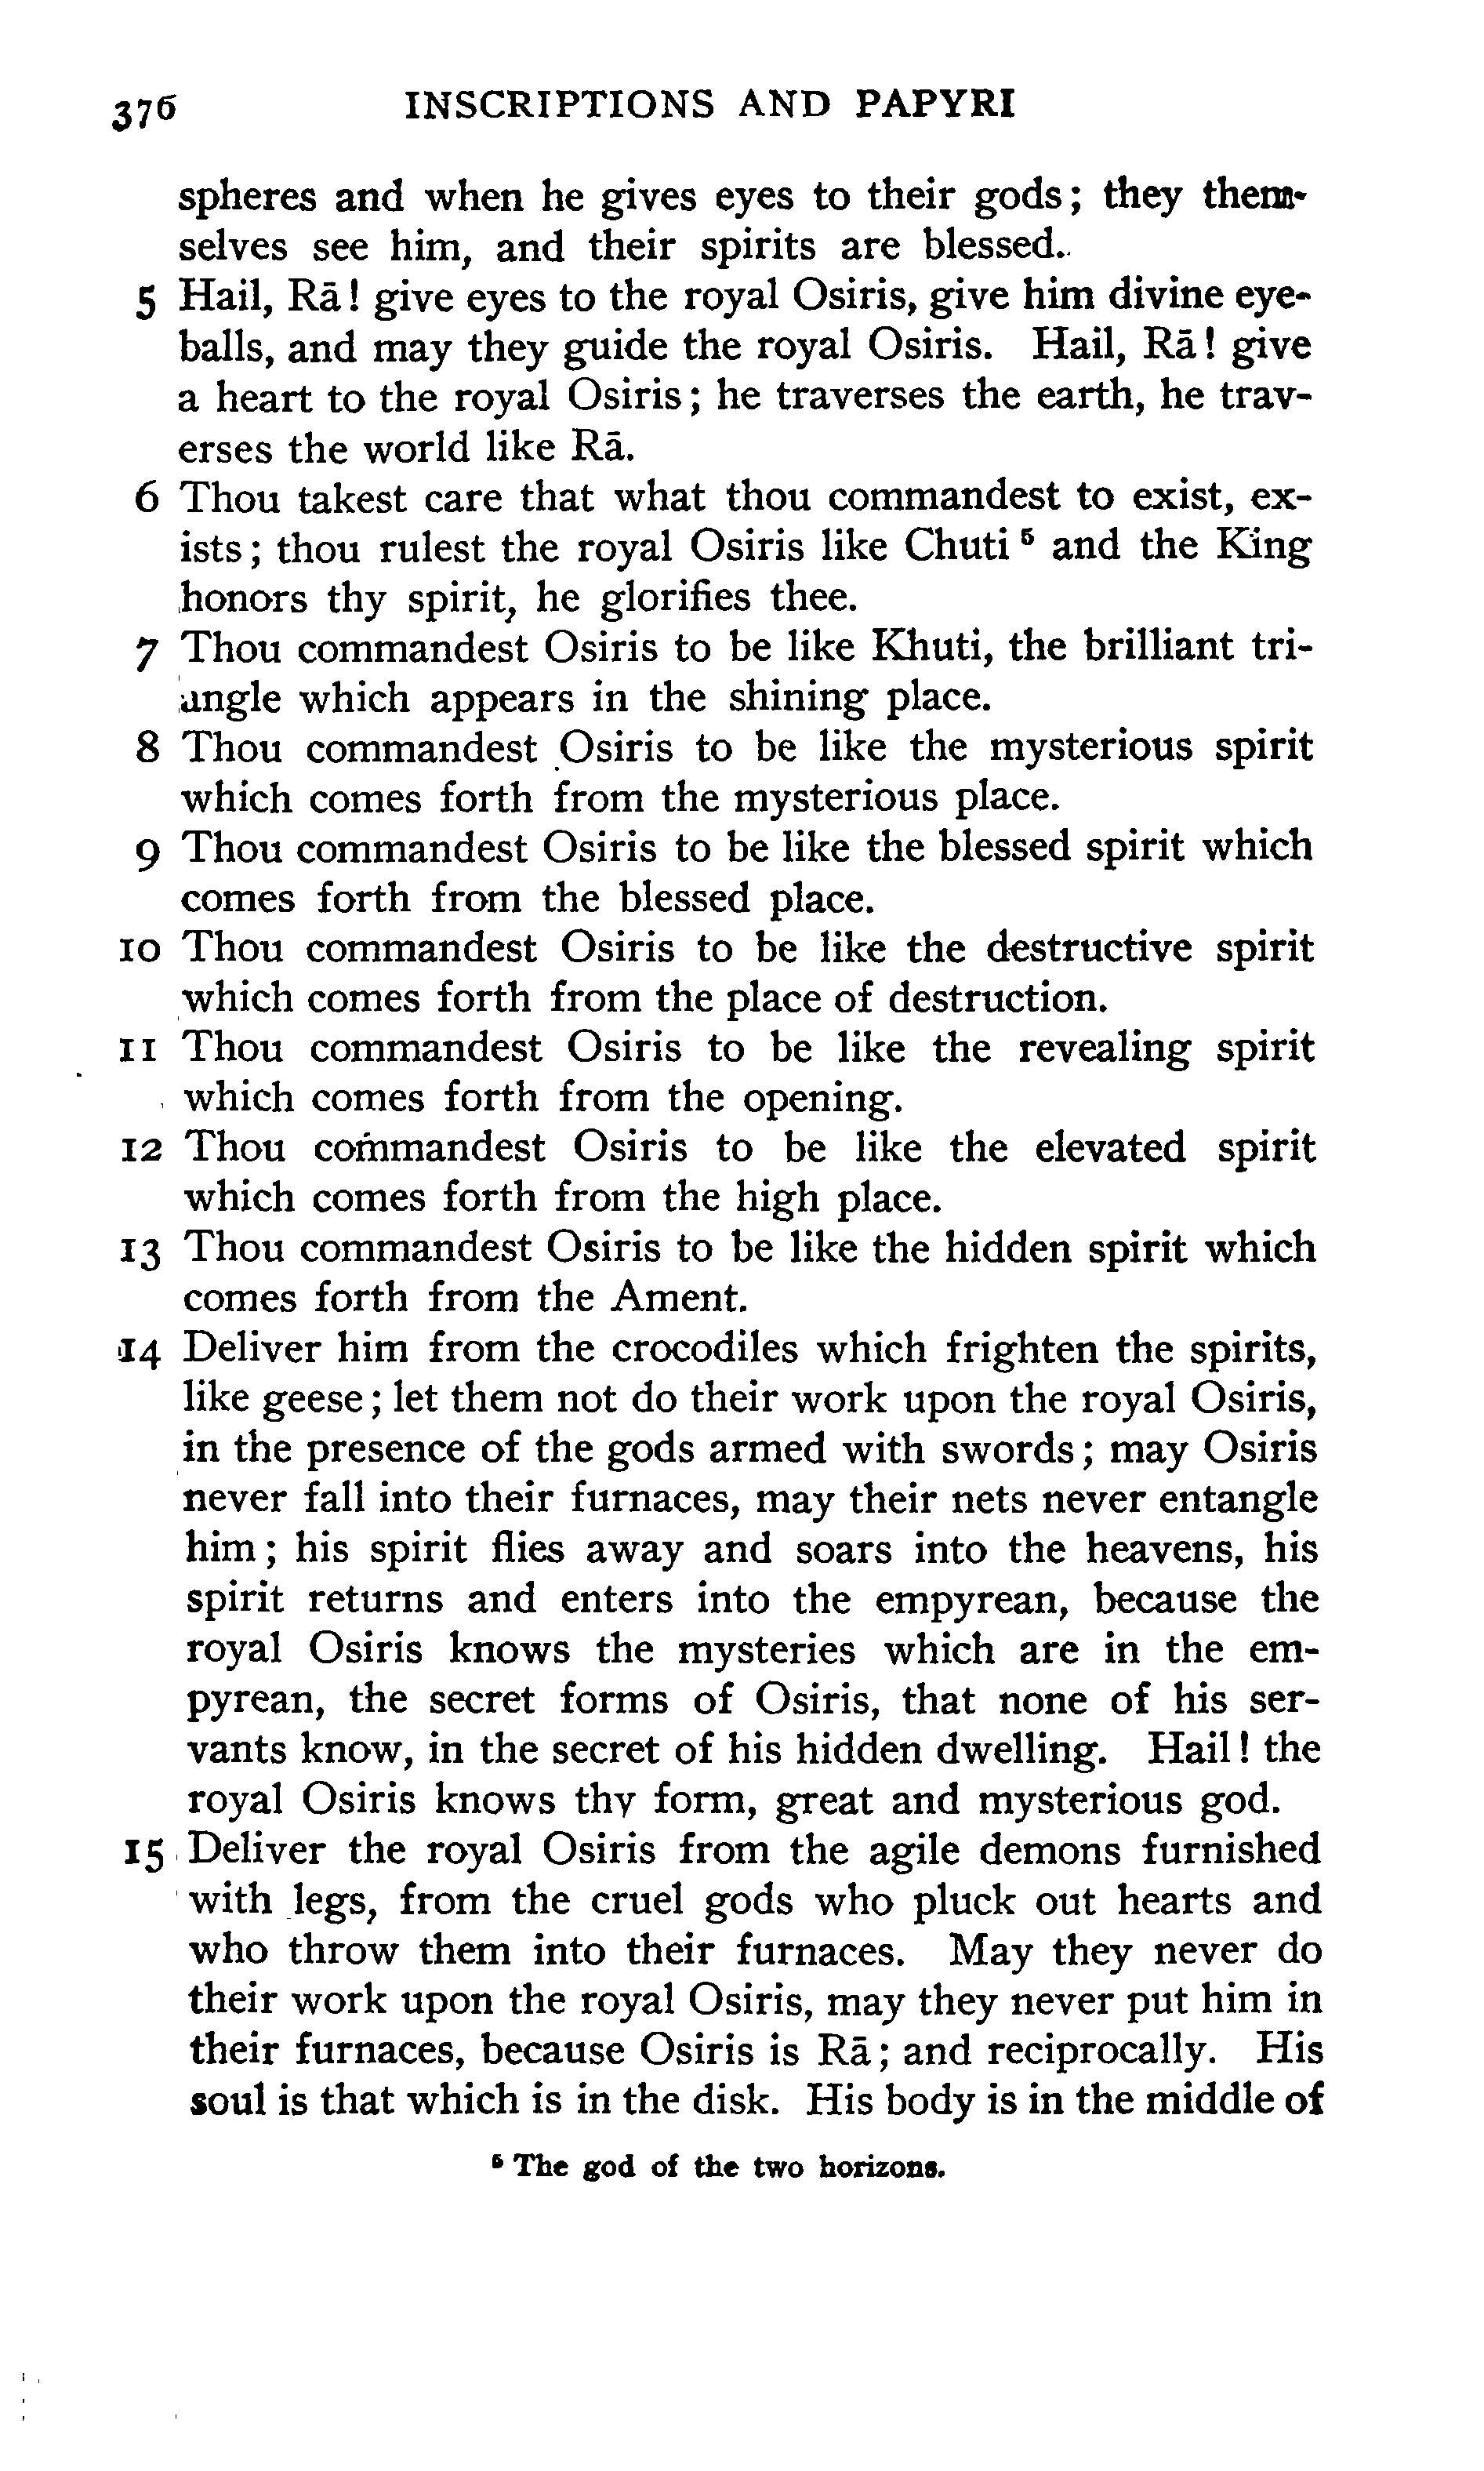 376 INSCRIPTIONS AND PAPYRI
spheres and when he gives eyes to their gods; they them-
selves see him, and their spirits are blessed.
5 Hail, Rā! give eyes to the royal Osiris, give him divine eye-
balls, and may they guide the royal Osiris. Hail, Rā! give
a heart to the royal Osiris; he traverses the earth, he trav-
erses the world like Rā.
6 Thou takest care that what thou commandest to exist, ex-
ists; thou rulest the royal Osiris like Chuti ⁵ and the King
honors thy spirit, he glorifies thee.
7 Thou commandest Osiris to be like Khuti, the brilliant tri-
angle which appears in the shining place.
8 Thou commandest Osiris to be like the mysterious spirit
which comes forth from the mysterious place.
9 Thou commandest Osiris to be like the blessed spirit which
comes forth from the blessed place.
10 Thou commandest Osiris to be like the destructive spirit
which comes forth from the place of destruction.
11 Thou commandest Osiris to be like the revealing spirit
which comes forth from the opening.
12 Thou commandest Osiris to be like the elevated spirit
which comes forth from the high place.
13 Thou commandest Osiris to be like the hidden spirit which
comes forth from the Ament.
14 Deliver him from the crocodiles which frighten the spirits,
like geese; let them not do their work upon the royal Osiris,
in the presence of the gods armed with swords; may Osiris
never fall into their furnaces, may their nets never entangle
him; his spirit flies away and soars into the heavens, his
spirit returns and enters into the empyrean, because the
royal Osiris knows the mysteries which are in the em-
pyrean, the secret forms of Osiris, that none of his ser-
vants know, in the secret of his hidden dwelling. Hail! the
royal Osiris knows thy form, great and mysterious god.
15 Deliver the royal Osiris from the agile demons furnished
with legs, from the cruel gods who pluck out hearts and
who throw them into their furnaces. May they never do
their work upon the royal Osiris, may they never put him in
their furnaces, because Osiris is Rā; and reciprocally. His
soul is that which is in the disk. His body is in the middle of
⁵ The god of the two horizons.